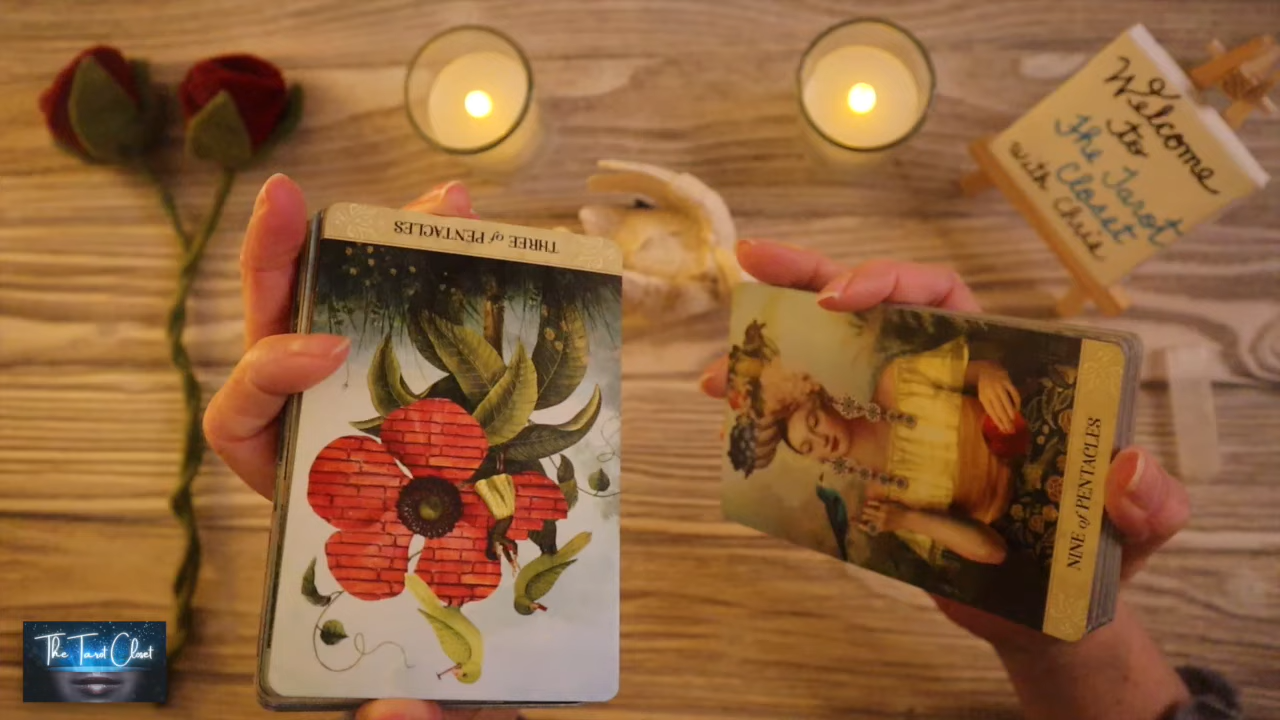 Welcome
To
The Tarot
Closet
with Chris
THREE of PENTACLES
NINE of PENTACLES
The Tarot Closet